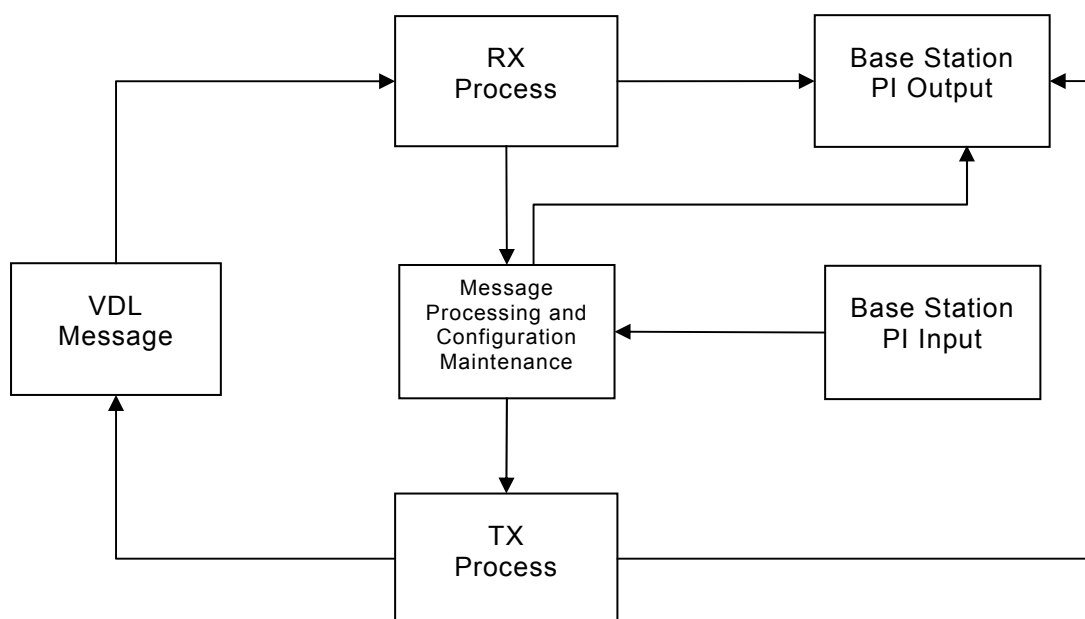 RX
Process
Base Station
PI Output
VDL
Message
Message
Processing and
Configuration
Maintenance
Base Station
PI Input
TX
Process